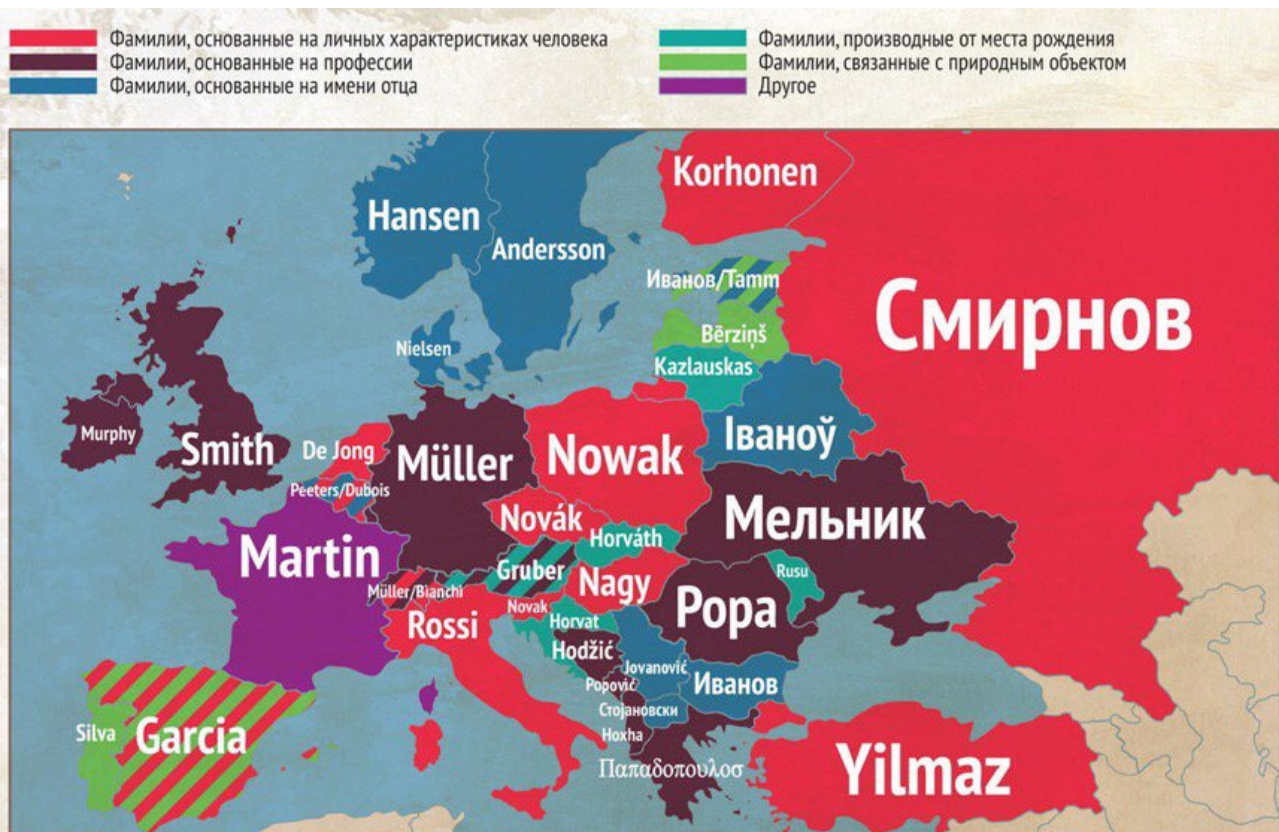 Фамилии, основанные на личных характеристиках человека
Фамилии, основанные на профессии
Фамилии, основанные на имени отца
Фамилии, производные от места рождения
Фамилии, связанные с природным объектом
Другое
Korhonen
Hansen
Andersson
Иванов/Tamm
Смирнов
Bērziņš
Nielsen
Kazlauskas
Murphy
Smith
De Jong
Müller
Nowak
Іваноў
Peeters/Dubois
Novák
Мельник
Horváth
Martin
Gruber
Rusu
Müller/Bianchi
Nagy
Rossi
Novak
Popa
Horvat
Hodžić
Jovanović
Popović
Иванов
Silva
Garcia
Стојановски
Hoxha
Παπαδοπουλοσ
Yilmaz